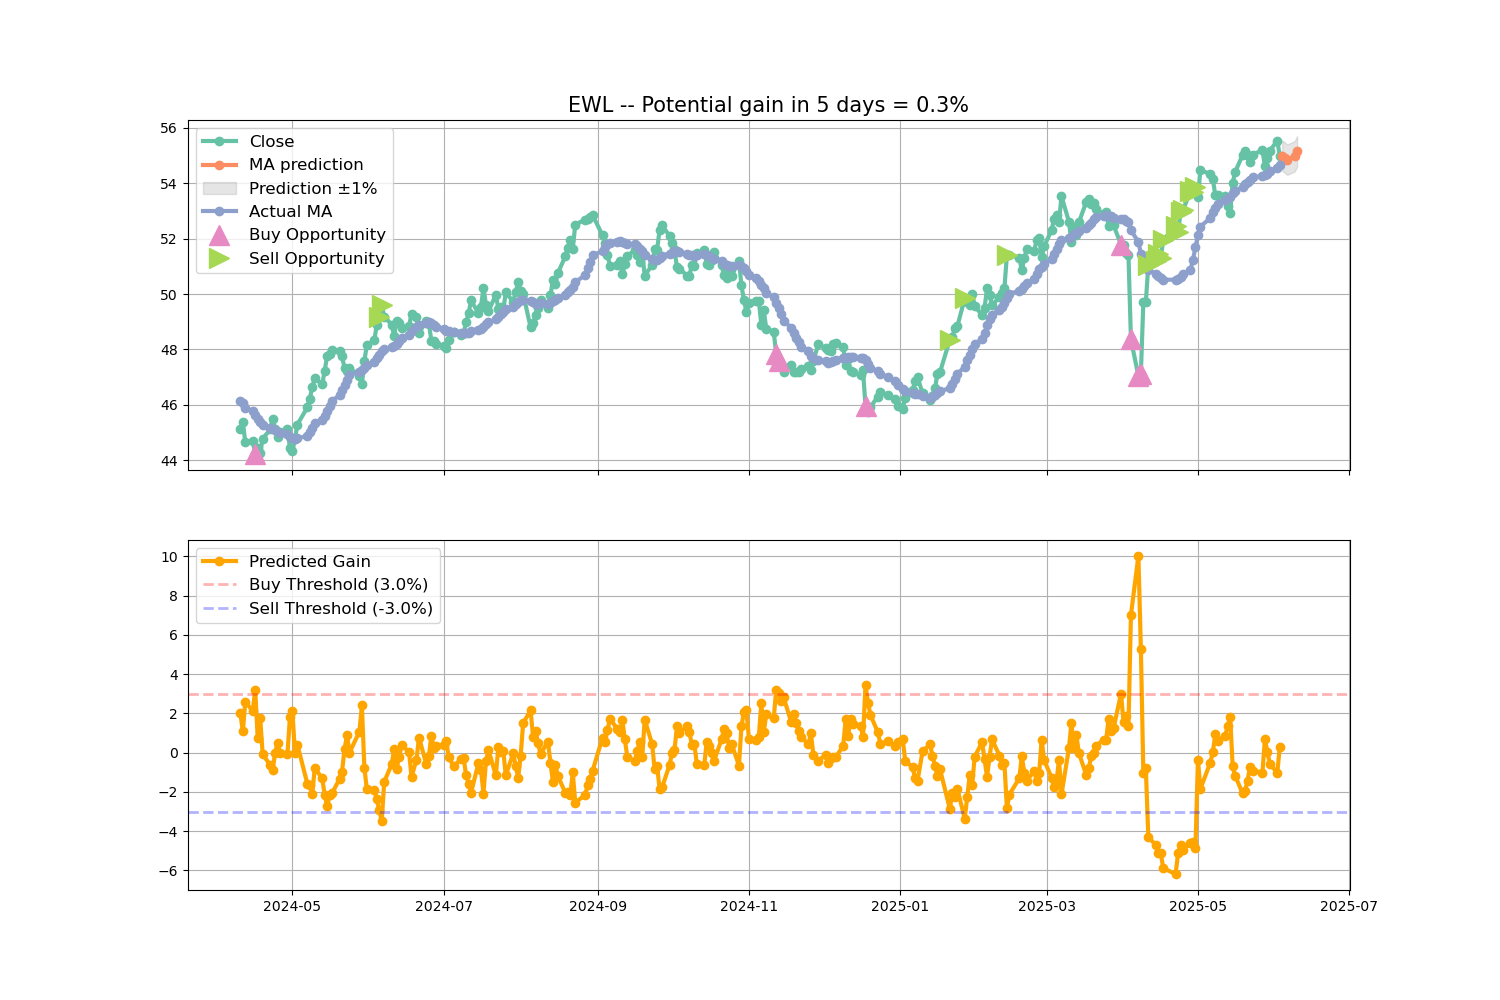 EWL -- Potential gain in 5 days = 0.3%
56
54
52
50
48
46
44
Close
MA prediction
Prediction ±1%
Actual MA
Buy Opportunity
Sell Opportunity
10
8
6
4
2
0
−2
−4
−6
Predicted Gain
Buy Threshold (3.0%)
Sell Threshold (-3.0%)
2024-05
2024-07
2024-09
2024-11
2025-01
2025-03
2025-05
2025-07